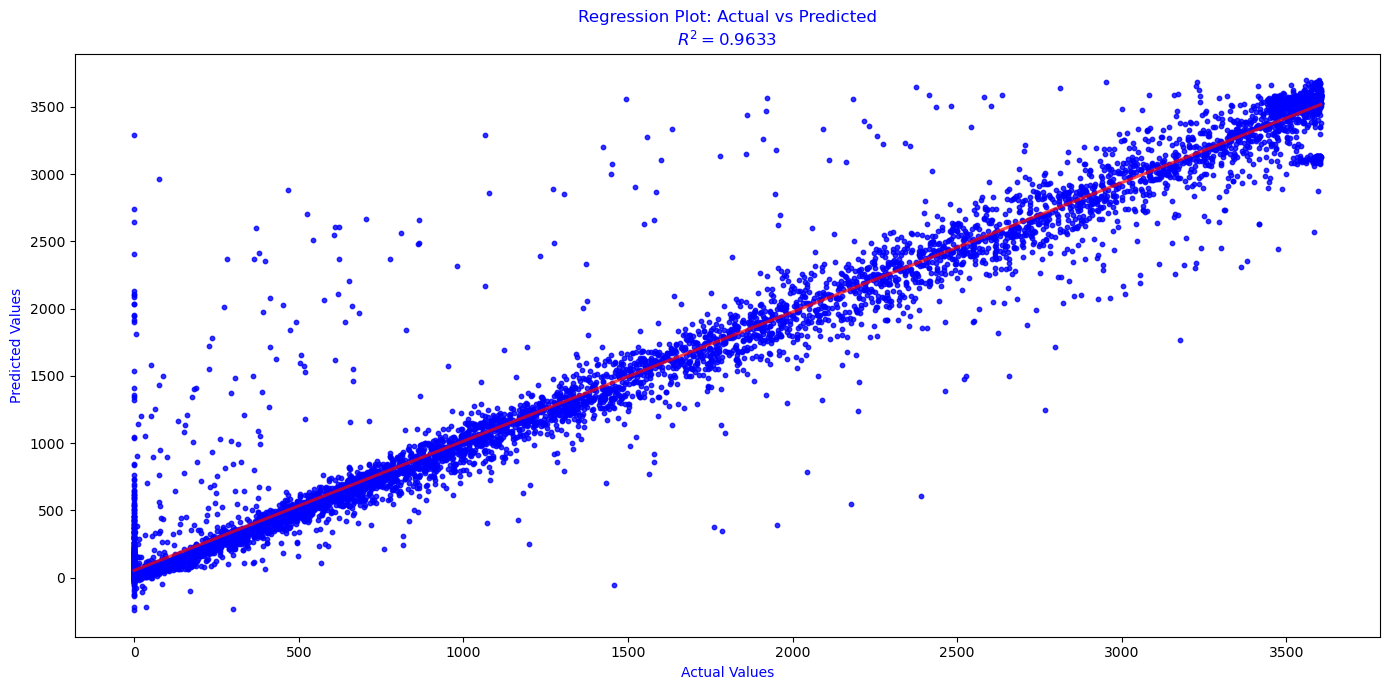 Regression Plot: Actual vs Predicted
R² = 0.9633
Predicted Values
3500
3000
2500
2000
1500
1000
500
0
0 500 1000 1500 2000 2500 3000 3500
Actual Values